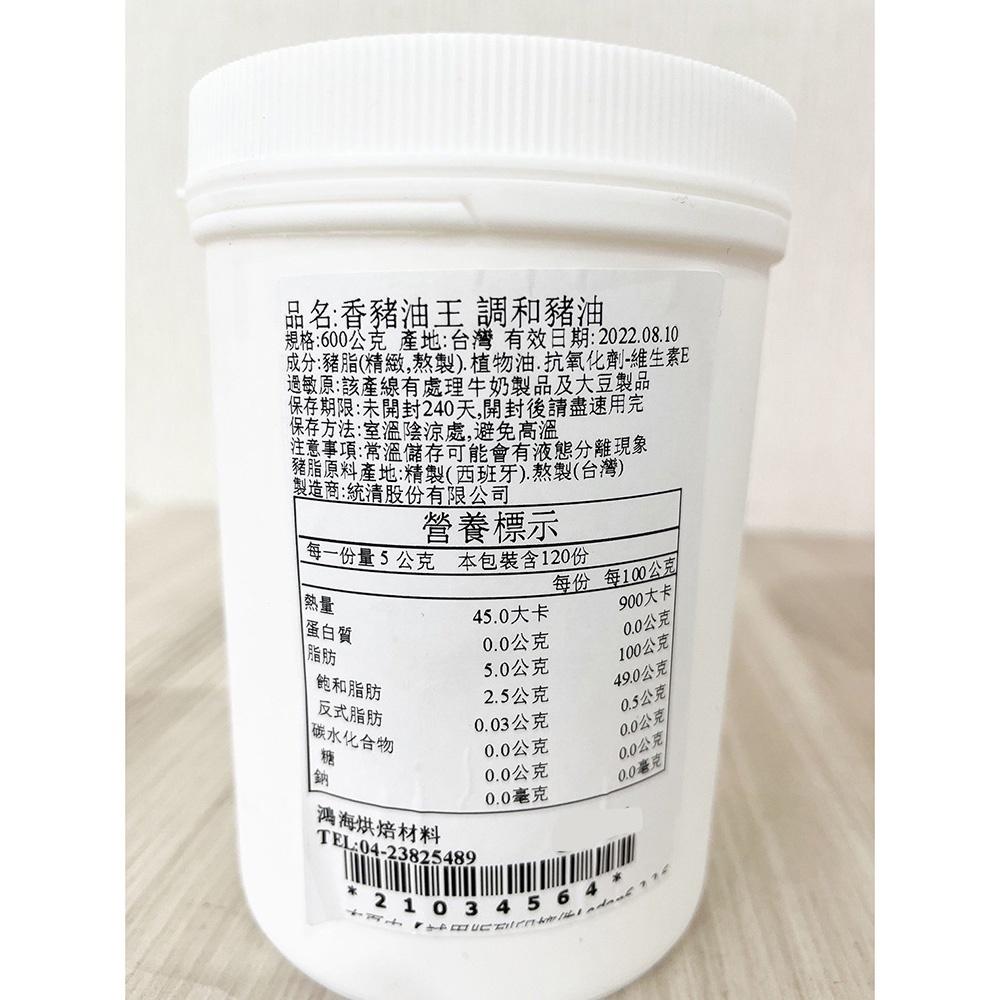 品名:香豬油王 調和豬油
規格:600公克 產地:台灣 有效日期:2022.08.10
成分:豬脂(精緻,熬製).植物油.抗氧化劑-維生素E
過敏原:該產線有處理牛奶製品及大豆製品
保存期限:未開封240天,開封後請盡速用完
保存方法:室溫陰涼處,避免高溫
注意事項:常溫儲存可能會有液態分離現象
豬脂原料產地:精製(西班牙).熬製(台灣)
製造商:統清股份有限公司
營養標示
每一份量 5 公克 本包裝含120份
每份 每100公克
熱量 45.0大卡 900大卡
蛋白質 0.0公克 0.0公克
脂肪 5.0公克 100公克
飽和脂肪 2.5公克 49.0公克
反式脂肪 0.03公克 0.5公克
碳水化合物 0.0公克 0.0公克
糖 0.0公克 0.0公克
鈉 0.0毫克 0.0毫克
鴻海烘焙材料
TEL:04-23825489
*21034564*